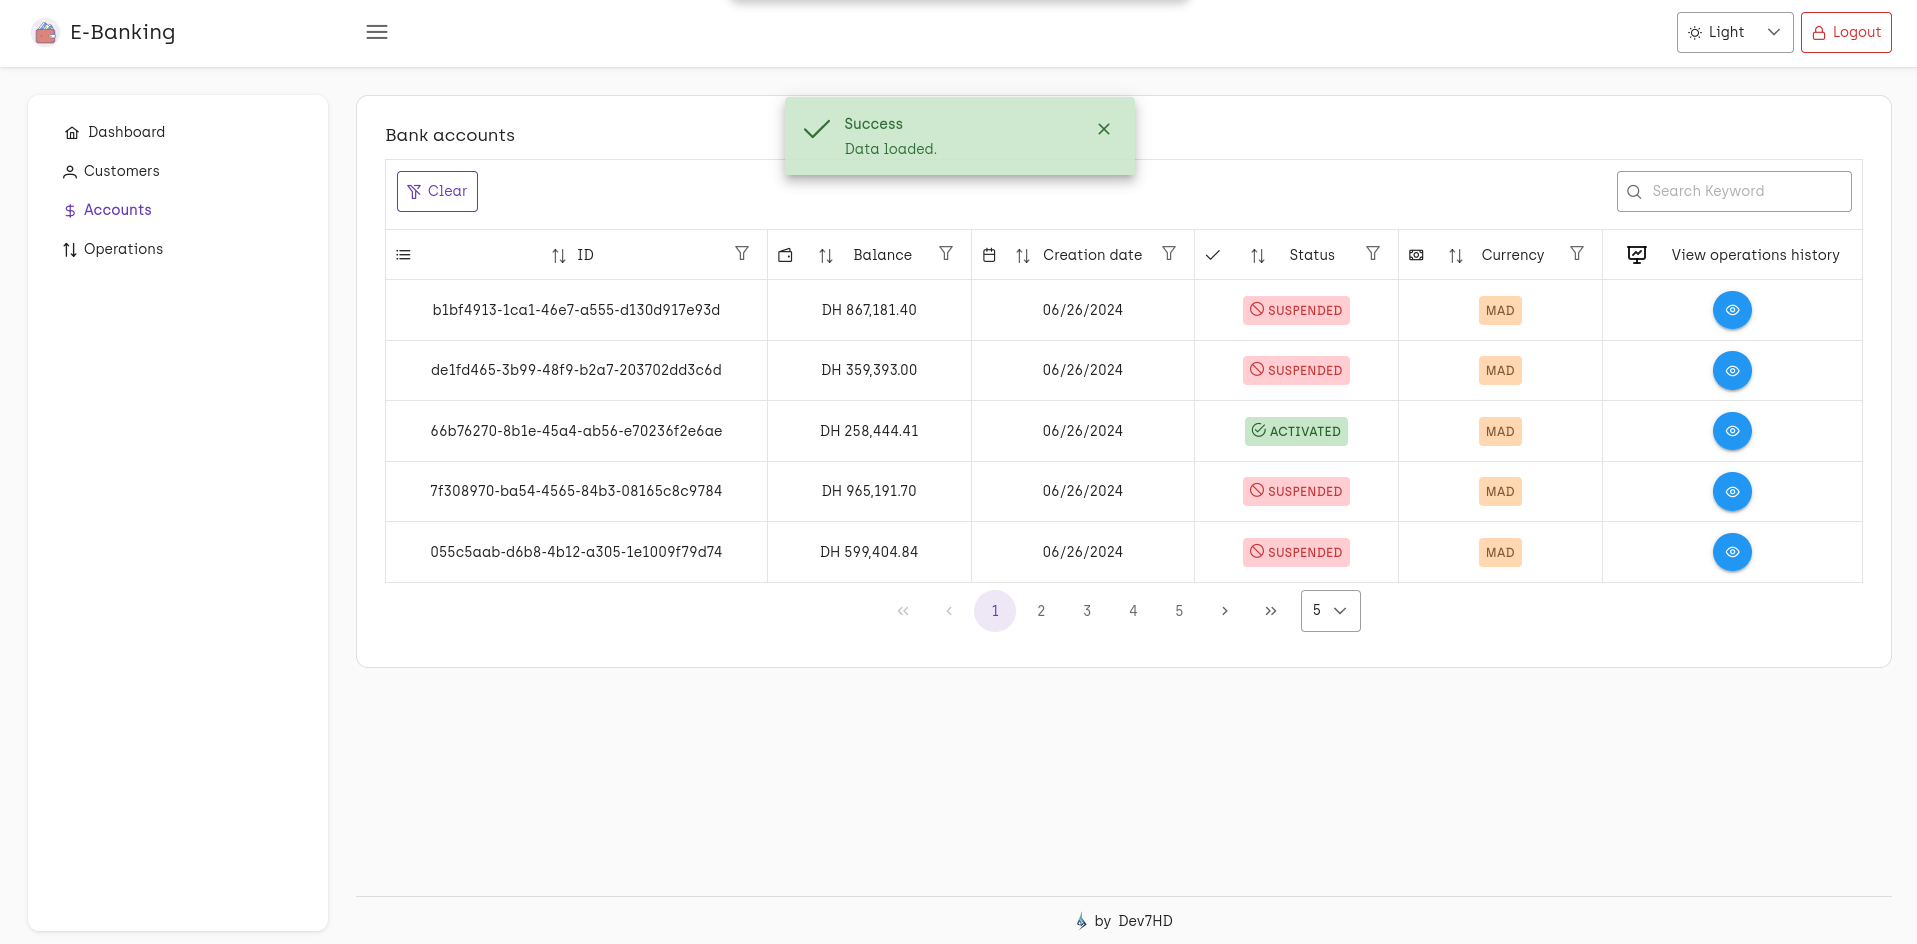 E-Banking
Light
Logout
Dashboard
Customers
Accounts
Operations
Bank accounts
Success
Data loaded.
Clear
Search Keyword
ID Balance Creation date Status Currency View operations history
b1bf4913-1ca1-46e7-a555-d130d917e93d DH 867,181.40 06/26/2024 SUSPENDED MAD
de1fd465-3b99-48f9-b2a7-203702dd3c6d DH 359,393.00 06/26/2024 SUSPENDED MAD
66b76270-8b1e-45a4-ab56-e70236f2e6ae DH 258,444.41 06/26/2024 ACTIVATED MAD
7f308970-ba54-4565-84b3-08165c8c9784 DH 965,191.70 06/26/2024 SUSPENDED MAD
055c5aab-d6b8-4b12-a305-1e1009f79d74 DH 599,404.84 06/26/2024 SUSPENDED MAD
1 2 3 4 5 5
by Dev7HD